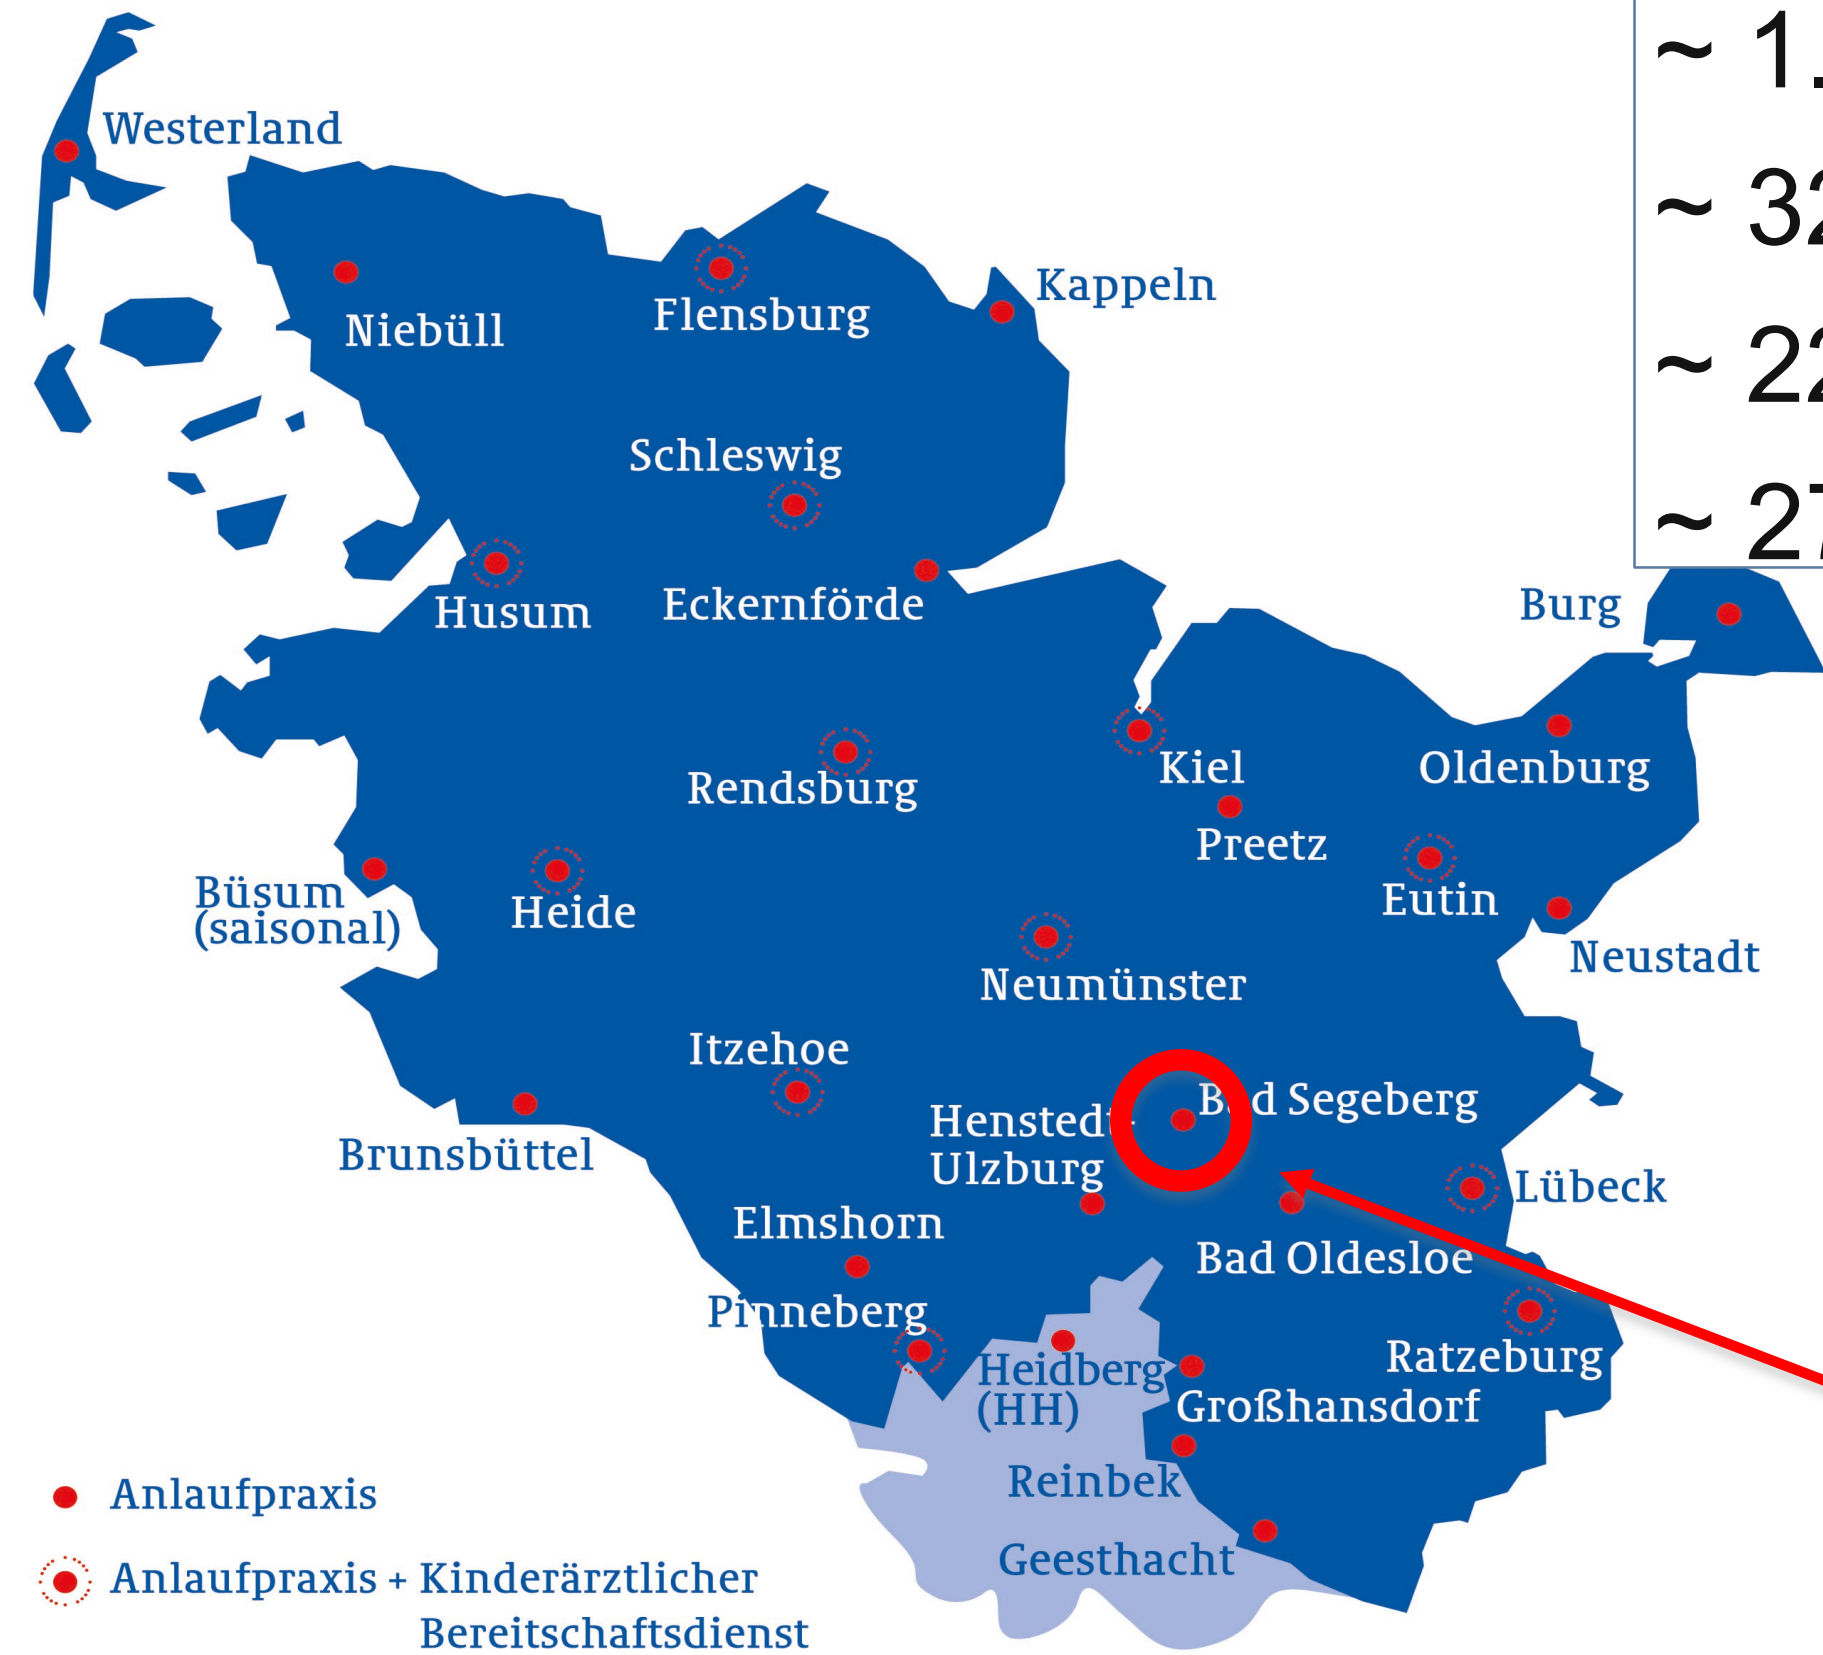 ~ 1.
~ 32
~ 22
~ 27
Westerland
Niebüll
Flensburg
Kappeln
Schleswig
Husum
Eckernförde
Burg
Rendsburg
Kiel
Oldenburg
Preetz
Büsum
(saisonal)
Heide
Eutin
Neustadt
Neumünster
Itzehoe
Bad Segeberg
Henstedt-
Ulzburg
Brunsbüttel
Lübeck
Elmshorn
Bad Oldesloe
Pinneberg
Heidberg
(HH)
Ratzeburg
Großhansdorf
Reinbek
Geesthacht
Anlaufpraxis
Anlaufpraxis + Kinderärztlicher
Bereitschaftsdienst